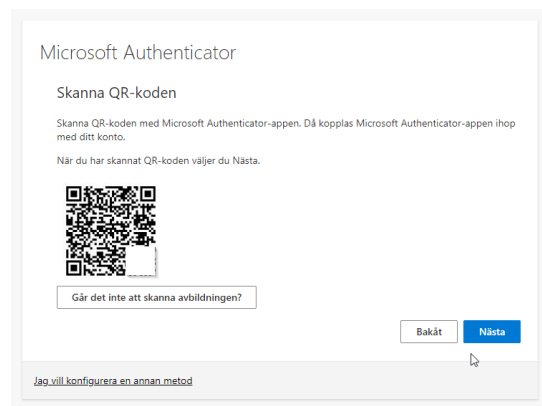 Microsoft Authenticator
Skanna QR-koden
Skanna QR-koden med Microsoft Authenticator-appen. Då kopplas Microsoft Authenticator-appen ihop
med ditt konto.
När du har skannat QR-koden väljer du Nästa.
Går det inte att skanna avbildningen?
Bakåt
Nästa
Jag vill konfigurera en annan metod